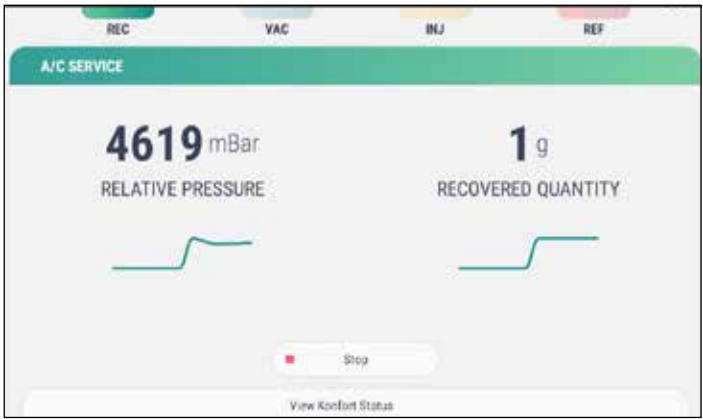 REC VAC INJ REF
A/C SERVICE
4619 mBar 1 g
RELATIVE PRESSURE RECOVERED QUANTITY
Stop
View Konfort Status